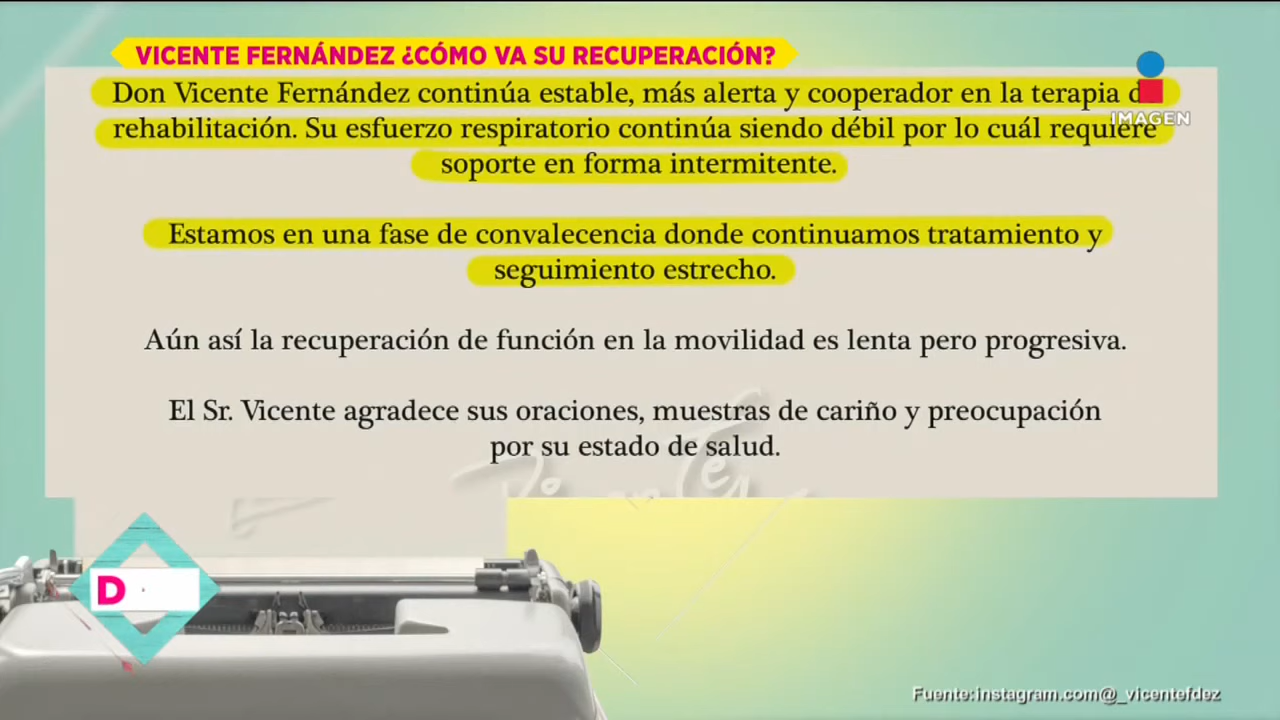 VICENTE FERNÁNDEZ ¿CÓMO VA SU RECUPERACIÓN?
Don Vicente Fernández continúa estable, más alerta y cooperador en la terapia
rehabilitación. Su esfuerzo respiratorio continúa siendo débil por lo cuál requiere
soporte en forma intermitente.
IMAGEN
Estamos en una fase de convalecencia donde continuamos tratamiento y
seguimiento estrecho.
Aún así la recuperación de función en la movilidad es lenta pero progresiva.
El Sr. Vicente agradece sus oraciones, muestras de cariño y preocupación
por su estado de salud.
D
Fuente:instagram.com@_vicentefdez